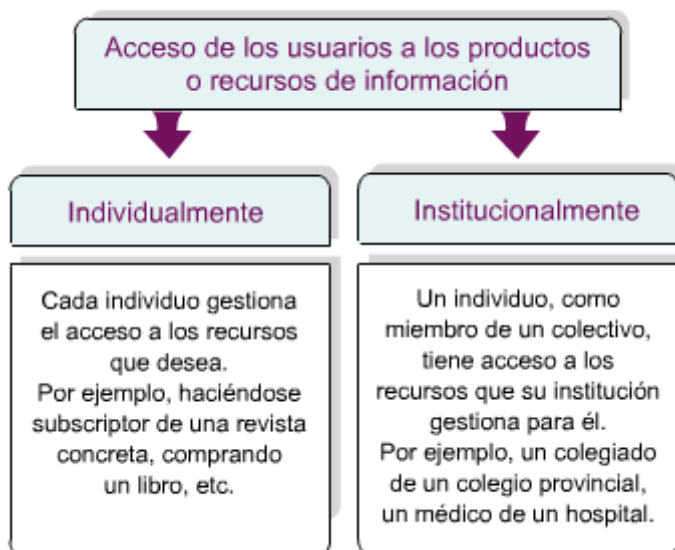 Acceso de los usuarios a los productos
o recursos de información
Individualmente
Cada individuo gestiona
el acceso a los recursos
que desea.
Por ejemplo, haciéndose
subscriptor de una revista
concreta, comprando
un libro, etc.
Institucionalmente
Un individuo, como
miembro de un colectivo,
tiene acceso a los
recursos que su institución
gestiona para él.
Por ejemplo, un colegiado
de un colegio provincial,
un médico de un hospital.